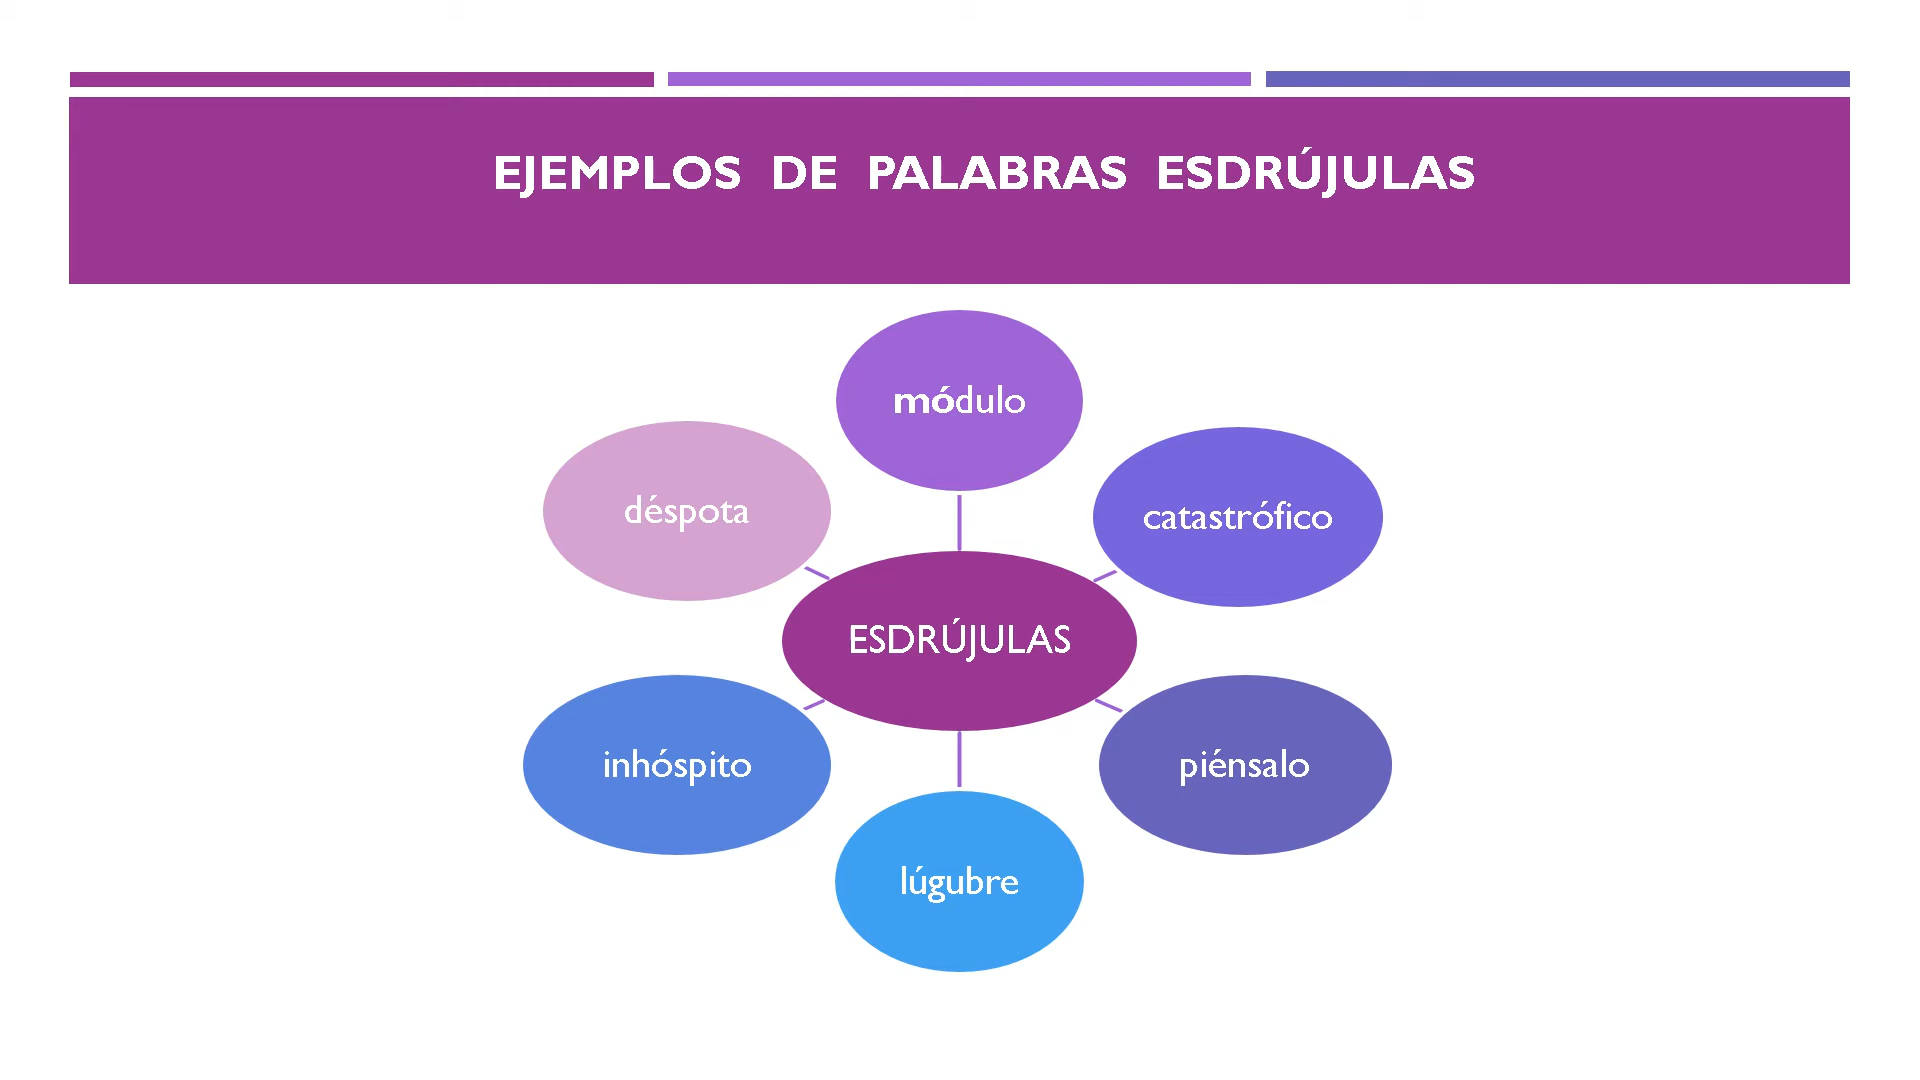 EJEMPLOS DE PALABRAS ESDRÚJULAS
módulo
déspota
catastrófico
ESDRÚJULAS
inhóspito
piénsalo
lúgubre